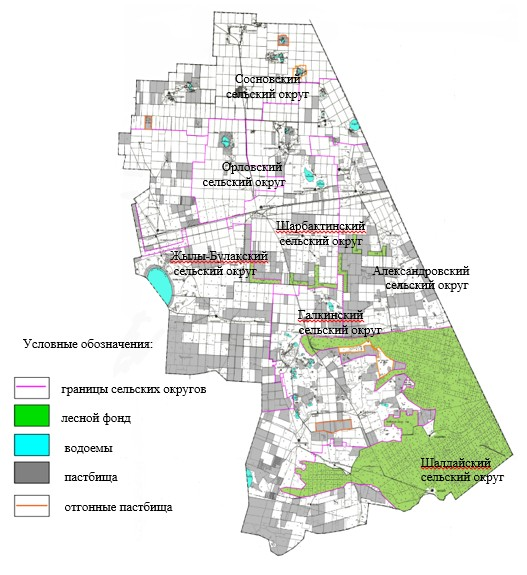 Сосновский
сельский округ
Орловский
сельский округ
Шарбактинский
сельский округ
Жылы-Булакский
сельский округ
Александровский
сельский округ
Галкинский
сельский округ
Условные обозначения:
границы сельских округов
лесной фонд
водоемы
пастбища
отгонные пастбища
Шалдайский
сельский округ